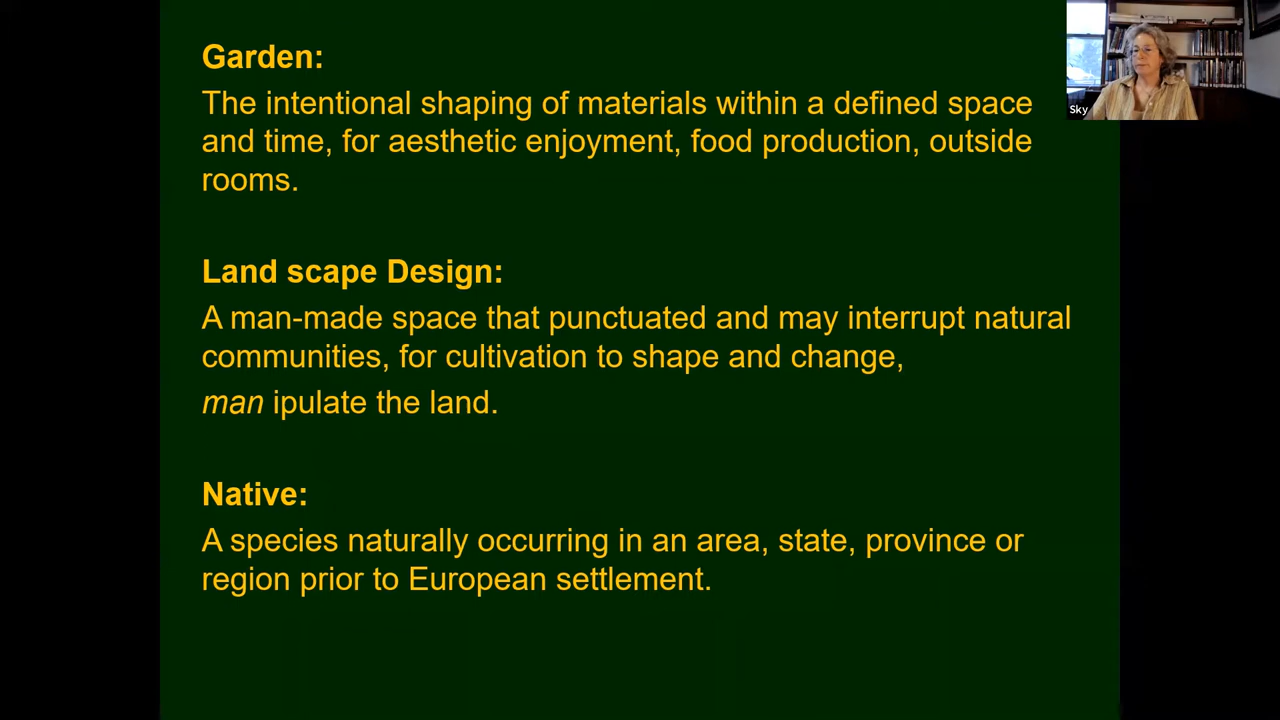 Garden:
The intentional shaping of materials within a defined space
and time, for aesthetic enjoyment, food production, outside
rooms.
Land scape Design:
A man-made space that punctuated and may interrupt natural
communities, for cultivation to shape and change,
man ipulate the land.
Native:
A species naturally occurring in an area, state, province or
region prior to European settlement.
Sky